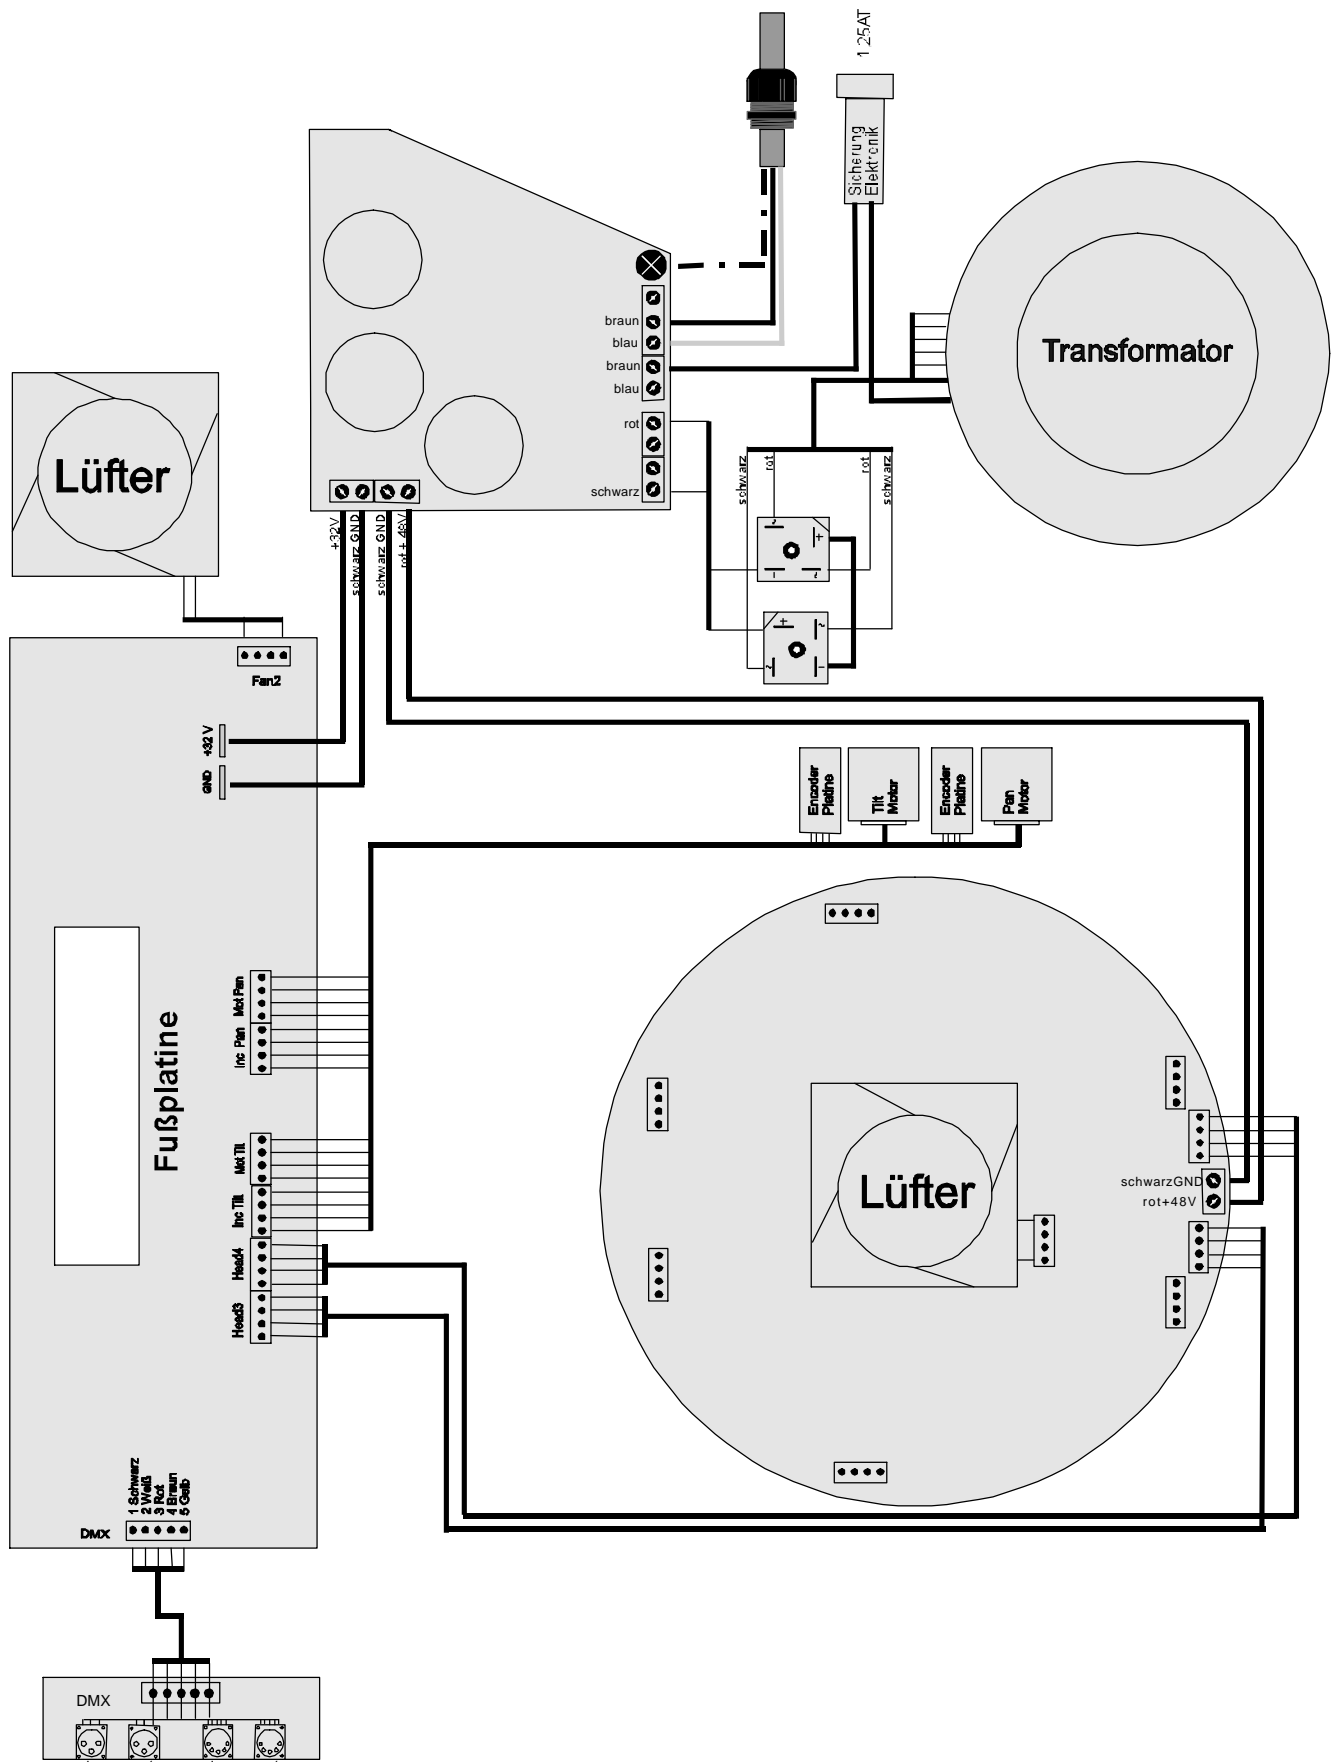 1.25AT
Sicherung
Elektronik
Transformator
braun
blau
braun
blau
rot
schwarz
schwarz
rot
rot
schwarz
~
+
-
~
+
~
~
-
Lüfter
+32V
schwarz GND
schwarz GND
rot + 48V
Fan2
+32 V
GND
Encoder
Platine
Tilt
Motor
Encoder
Platine
Pan
Motor
Fußplatine
Mot Pan
Inc Pan
Mot Tilt
Inc Tilt
Head4
Head3
Lüfter
schwarzGND
rot+48V
1 Schwarz
2 Weiß
3 Rot
4 Braun
5 Gelb
DMX
DMX